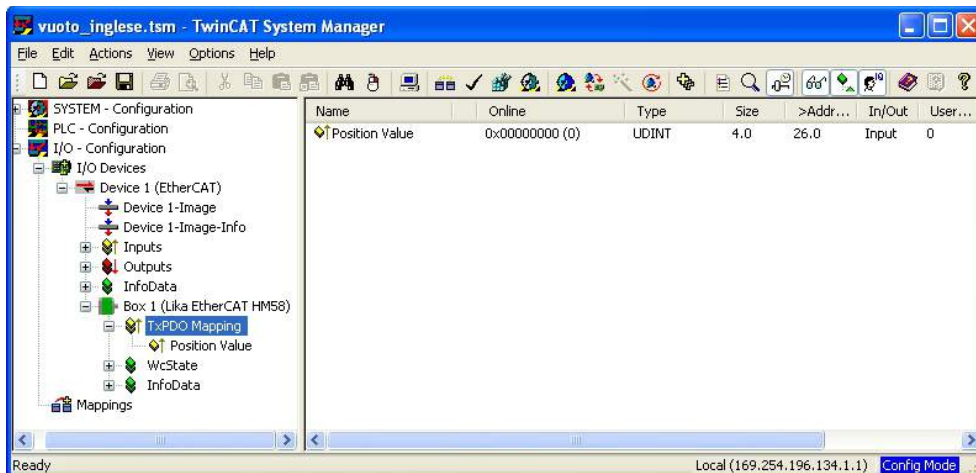 vuoto_inglese.tsm - TwinCAT System Manager
File Edit Actions View Options Help
SYSTEM - Configuration
PLC - Configuration
I/O - Configuration
I/O Devices
Device 1 (EtherCAT)
Device 1-Image
Device 1-Image-Info
Inputs
Outputs
InfoData
Box 1 (Lika EtherCAT HM58)
TxPDO Mapping
Position Value
WcState
InfoData
Mappings
Name Online Type Size >Addr... In/Out User...
Position Value 0x00000000 (0) UDINT 4.0 26.0 Input 0
Ready Local (169.254.196.134.1.1) Config Mode